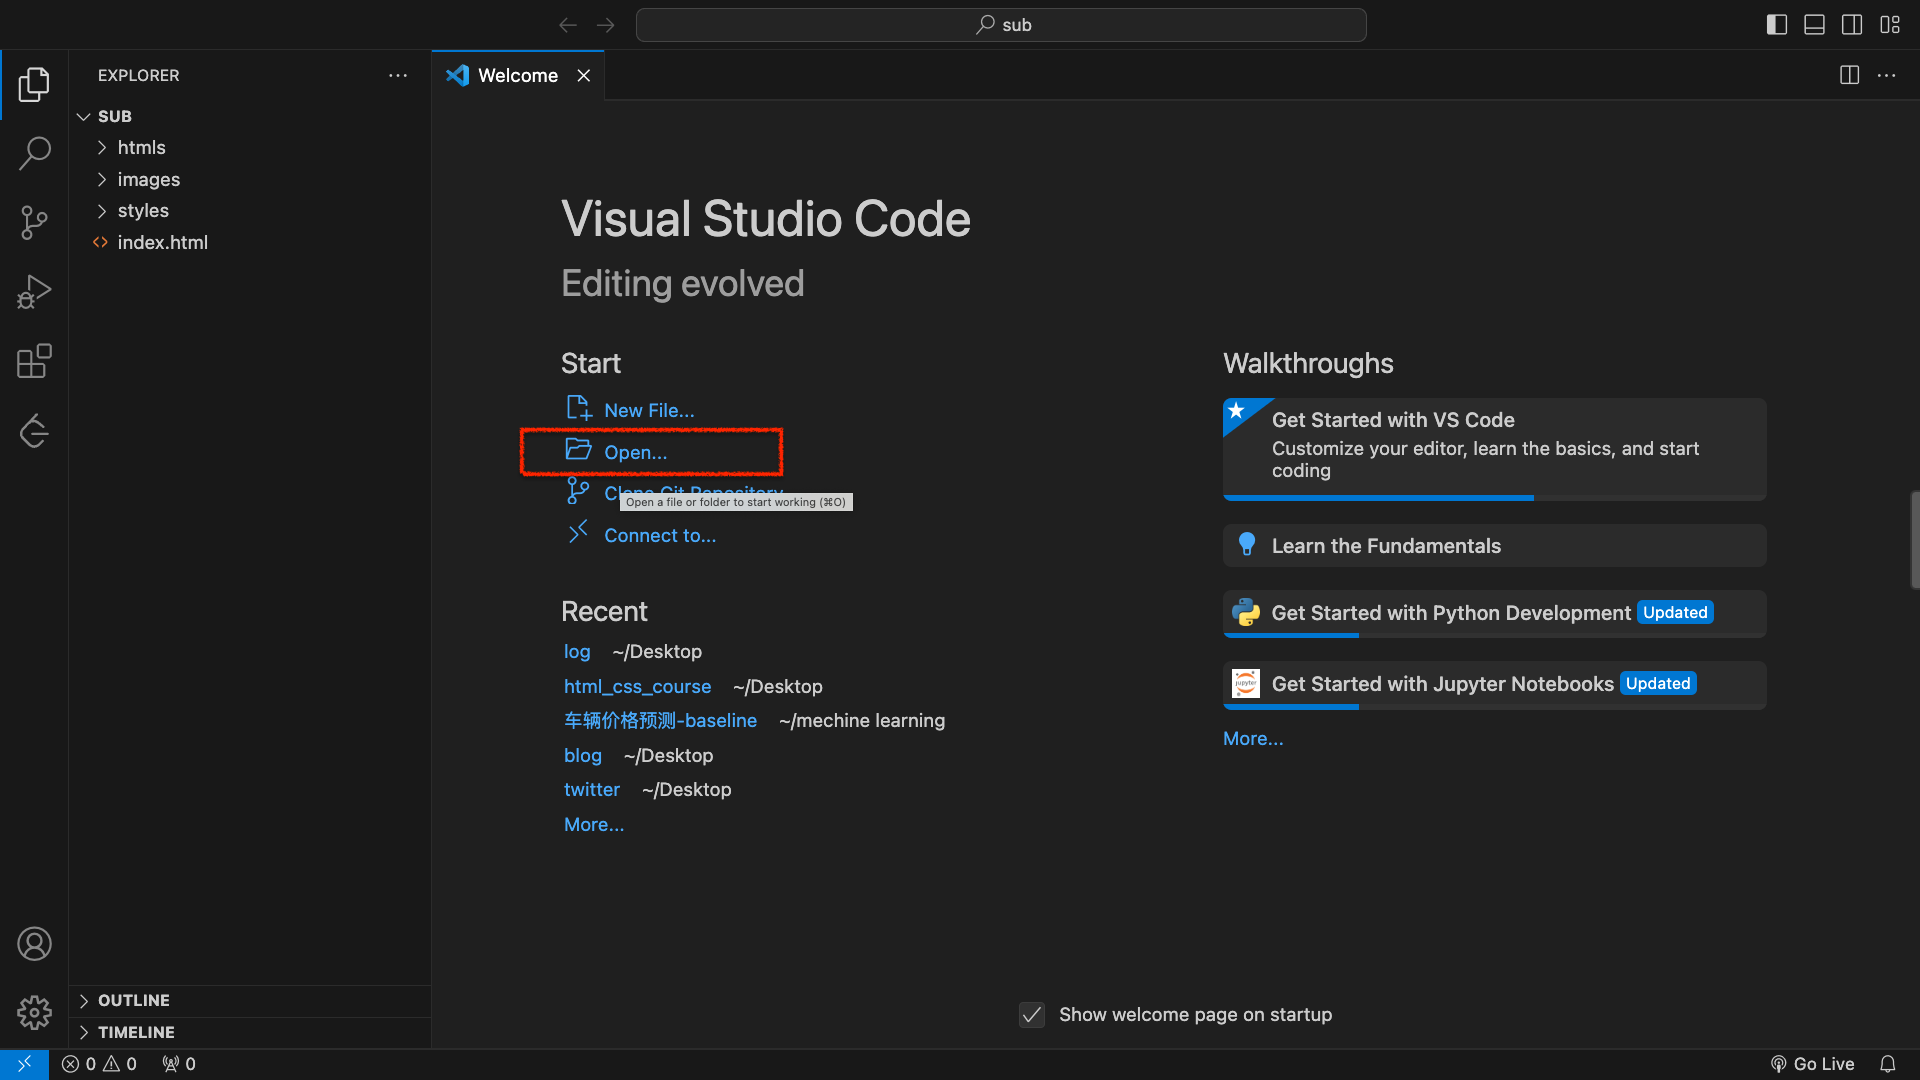 sub
EXPLORER
Welcome
SUB
htmls
images
styles
index.html
Visual Studio Code
Editing evolved
Start
New File...
Open...
Clone Git Repository...
Open a file or folder to start working (⌘O)
Connect to...
Recent
log ~/Desktop
html_css_course ~/Desktop
车辆价格预测-baseline ~/mechine learning
blog ~/Desktop
twitter ~/Desktop
More...
Walkthroughs
Get Started with VS Code
Customize your editor, learn the basics, and start
coding
Learn the Fundamentals
Get Started with Python Development Updated
jupyter
Get Started with Jupyter Notebooks Updated
More...
OUTLINE
TIMELINE
Show welcome page on startup
0 0 0
Go Live